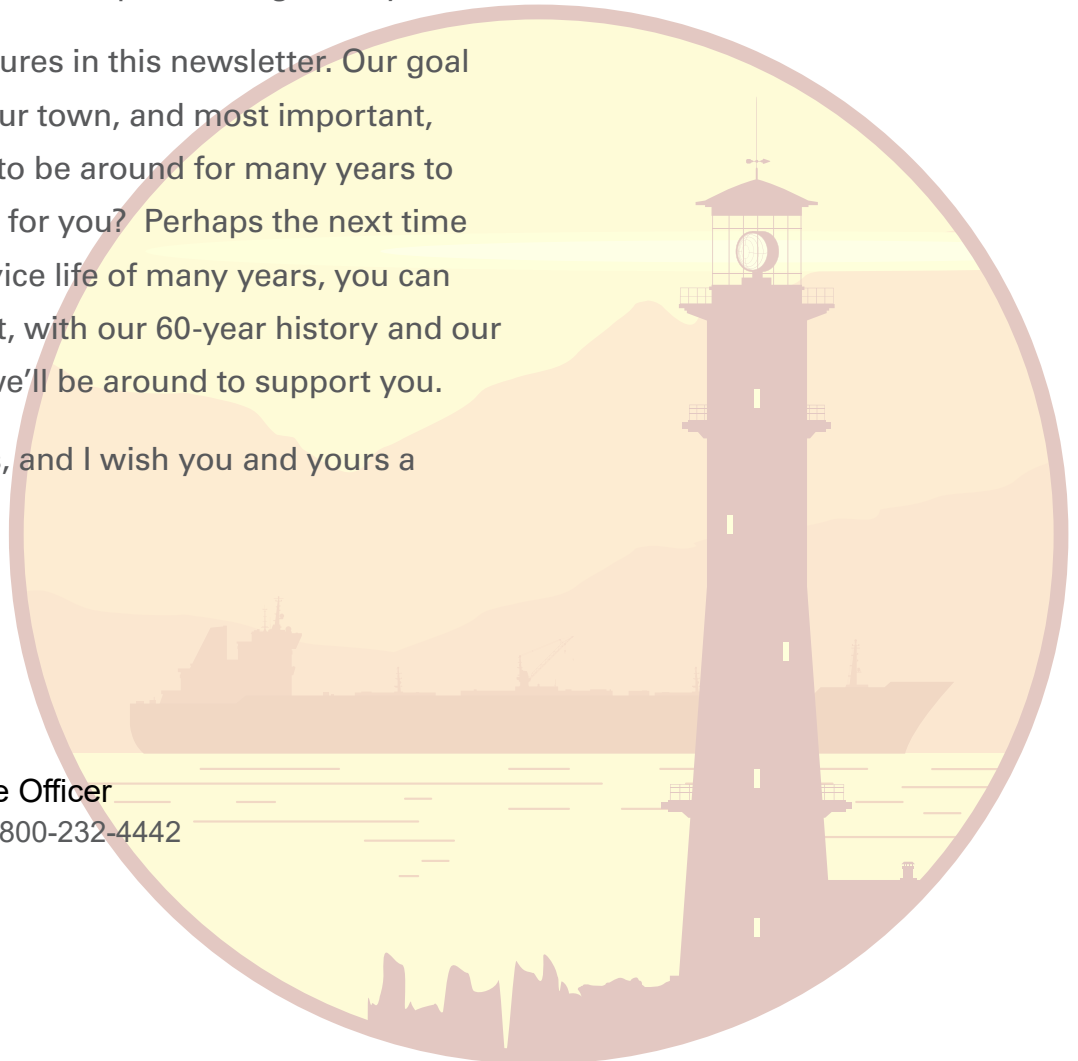 ures in this newsletter. Our goal
ur town, and most important,
to be around for many years to
for you?  Perhaps the next time
vice life of many years, you can
t, with our 60-year history and our
we’ll be around to support you.
, and I wish you and yours a
e Officer
800-232-4442